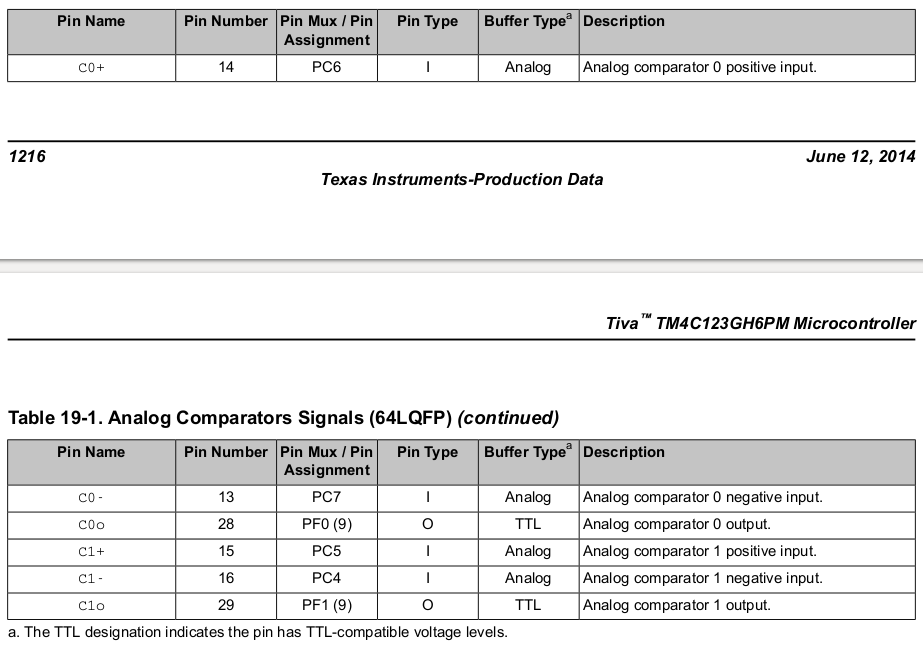 Pin Name Pin Number Pin Mux / Pin Assignment Pin Type Buffer Typeᵃ Description
C0+ 14 PC6 I Analog Analog comparator 0 positive input.
1216 June 12, 2014
Texas Instruments-Production Data
Tiva™ TM4C123GH6PM Microcontroller
Table 19-1. Analog Comparators Signals (64LQFP) (continued)
Pin Name Pin Number Pin Mux / Pin Assignment Pin Type Buffer Typeᵃ Description
C0- 13 PC7 I Analog Analog comparator 0 negative input.
C0o 28 PF0 (9) O TTL Analog comparator 0 output.
C1+ 15 PC5 I Analog Analog comparator 1 positive input.
C1- 16 PC4 I Analog Analog comparator 1 negative input.
C1o 29 PF1 (9) O TTL Analog comparator 1 output.
a. The TTL designation indicates the pin has TTL-compatible voltage levels.